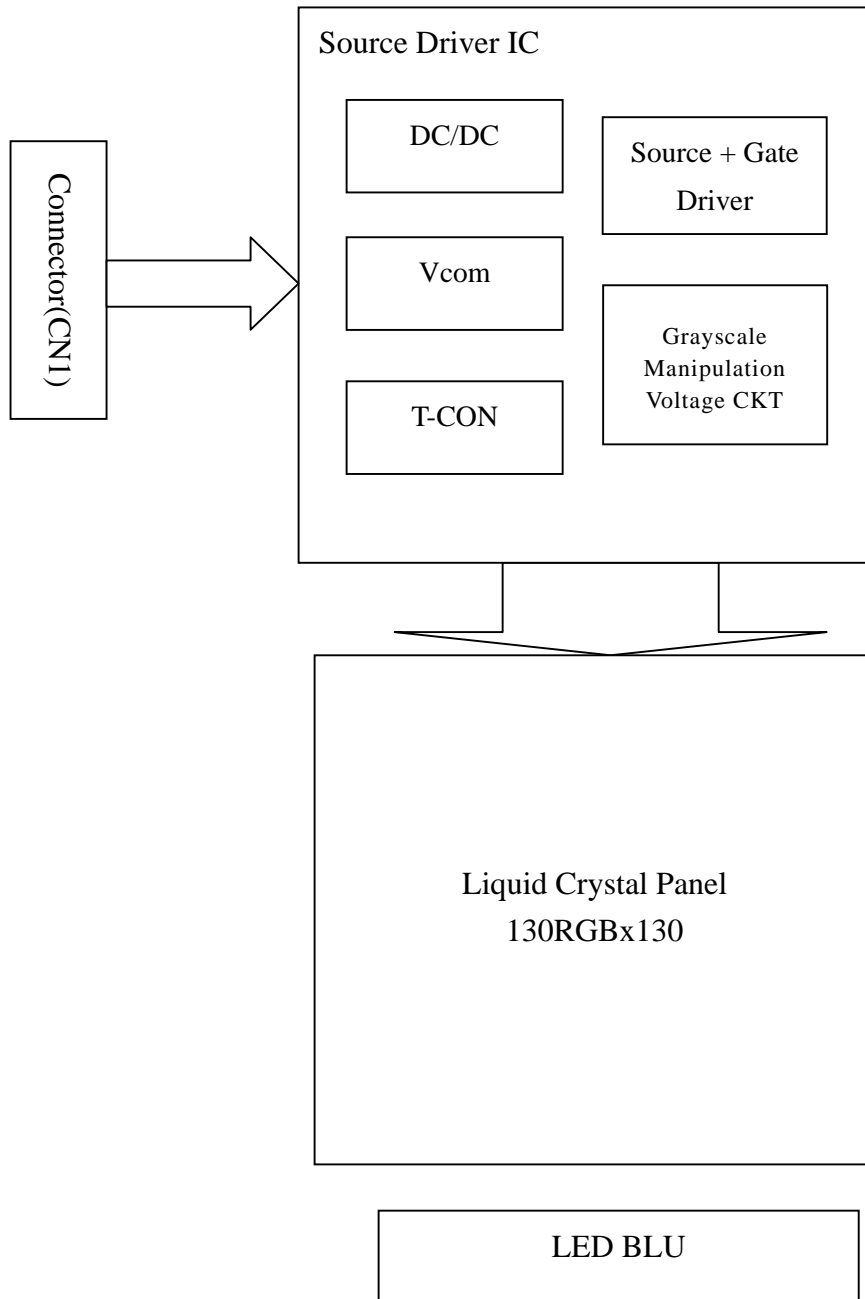 Source Driver IC
DC/DC
Source + Gate
Driver
Connector(CN1)
Vcom
Grayscale
Manipulation
Voltage CKT
T-CON
Liquid Crystal Panel
130RGBx130
LED BLU